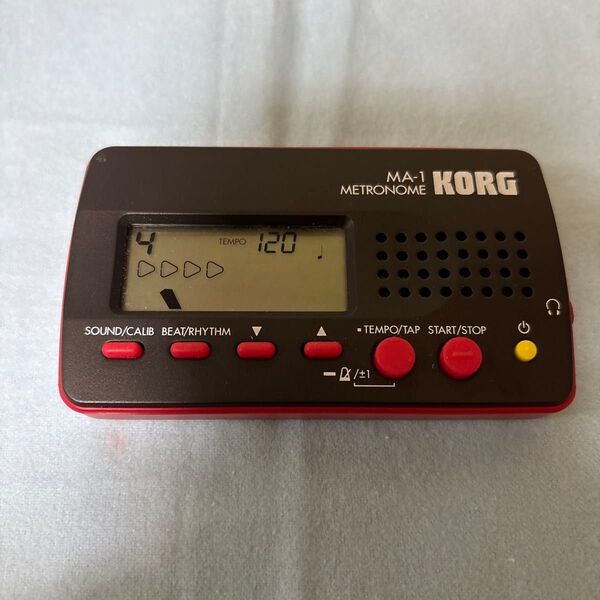 MA-1
METRONOME KORG
4 TEMPO 120
SOUND/CALIB BEAT/RHYTHM ▼ ▲ TEMPO/TAP START/STOP
/±1